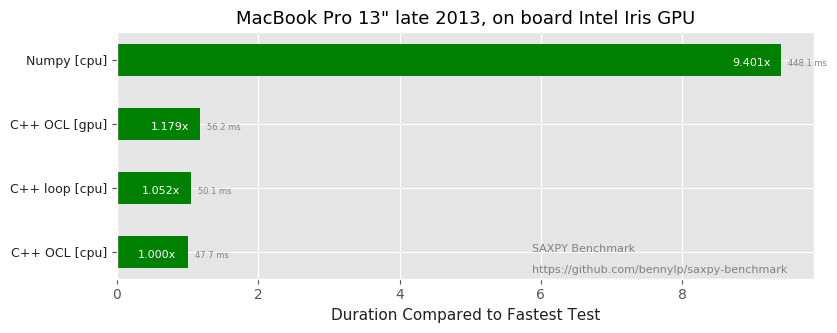 MacBook Pro 13" late 2013, on board Intel Iris GPU
Numpy [cpu] 9.401x 448.1 ms
C++ OCL [gpu] 1.179x 56.2 ms
C++ loop [cpu] 1.052x 50.1 ms
C++ OCL [cpu] 1.000x 47.7 ms
SAXPY Benchmark
https://github.com/bennylp/saxpy-benchmark
0 2 4 6 8
Duration Compared to Fastest Test